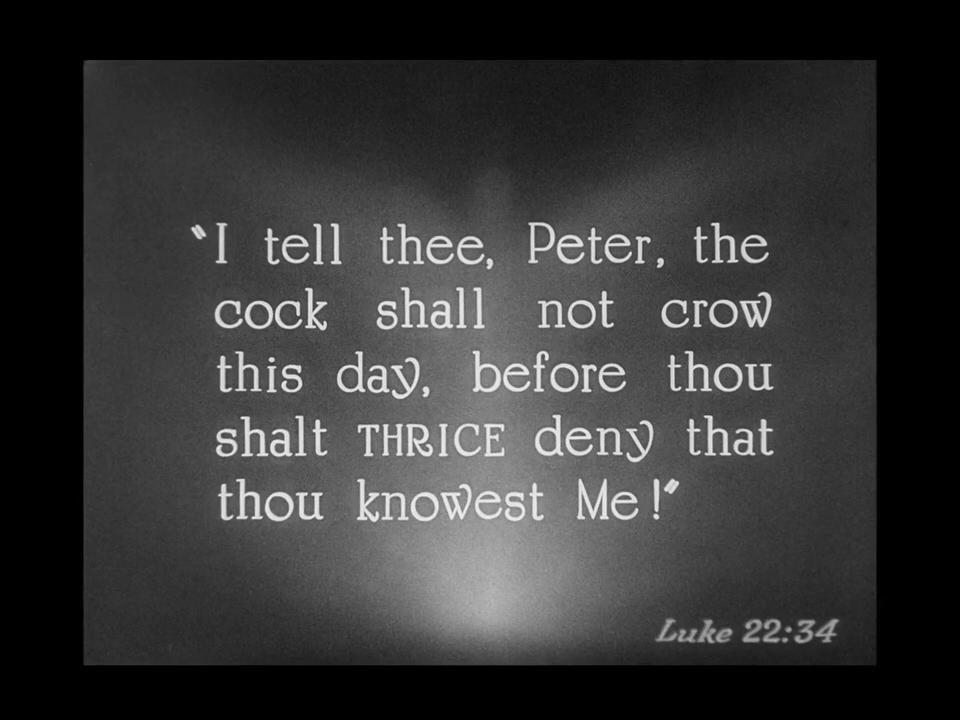 "I tell thee, Peter, the
cock shall not crow
this day, before thou
shalt THRICE deny that
thou knowest Me!"
Luke 22:34